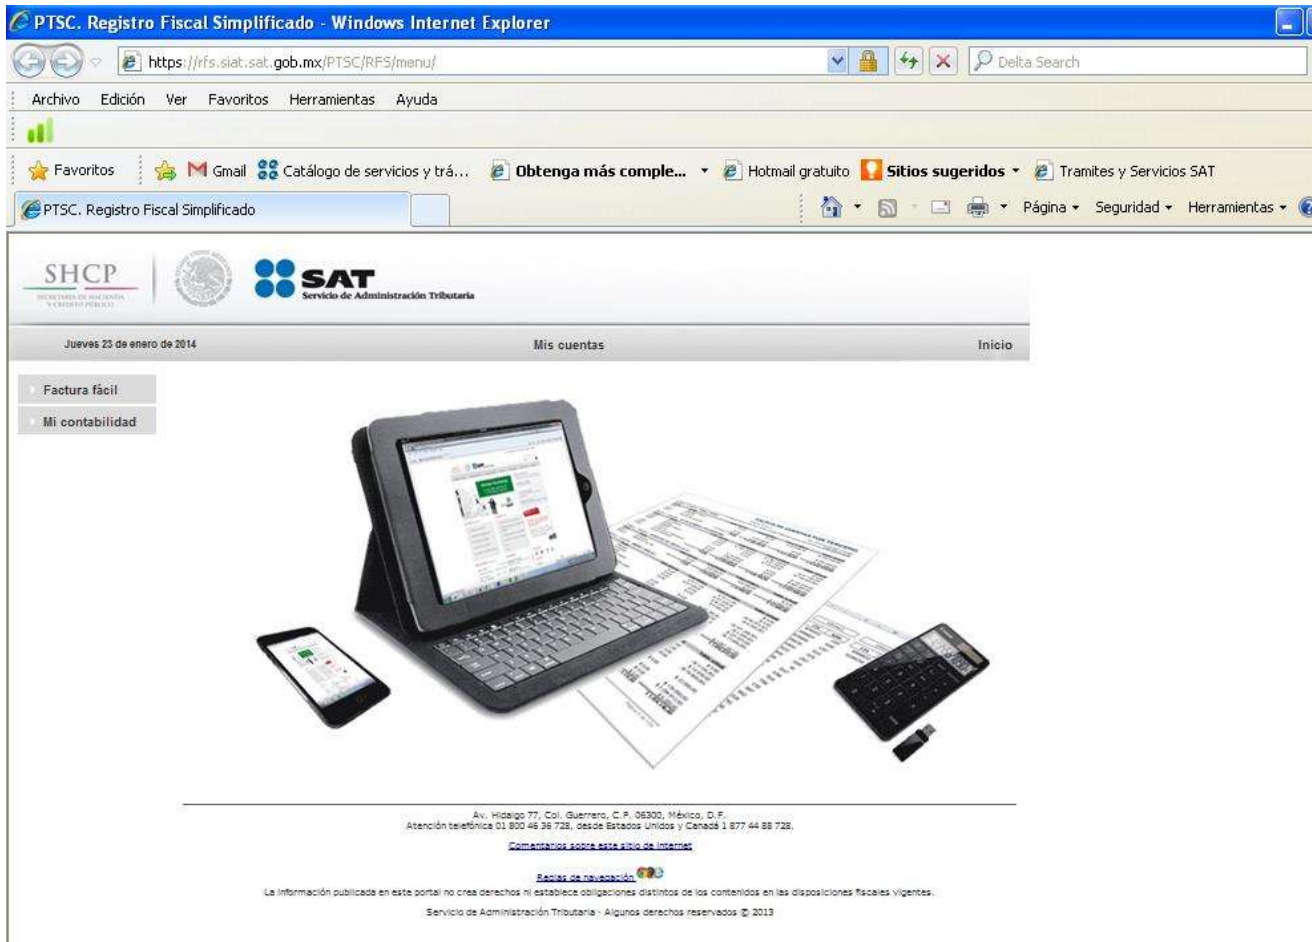 PTSC. Registro Fiscal Simplificado - Windows Internet Explorer
https://rfs.siat.sat.gob.mx/PTSC/RFS/menu/
Delta Search
Archivo Edición Ver Favoritos Herramientas Ayuda
Favoritos Gmail Catálogo de servicios y trá... Obtenga más comple... Hotmail gratuito Sitios sugeridos Tramites y Servicios SAT
PTSC. Registro Fiscal Simplificado Página Seguridad Herramientas
SHCP
SECRETARÍA DE HACIENDA
Y CRÉDITO PÚBLICO
SAT
Servicio de Administración Tributaria
Jueves 23 de enero de 2014 Mis cuentas Inicio
Factura fácil
Mi contabilidad
Av. Hidalgo 77, Col. Guerrero, C.P. 06300, México, D.F.
Atención telefónica 01 800 46 36 728, desde Estados Unidos y Canadá 1 877 44 88 728.
Comentarios sobre este sitio de Internet
Reglas de navegación
La información publicada en este portal no crea derechos ni establece obligaciones distintos de los contenidos en las disposiciones fiscales vigentes.
Servicio de Administración Tributaria - Algunos derechos reservados © 2013